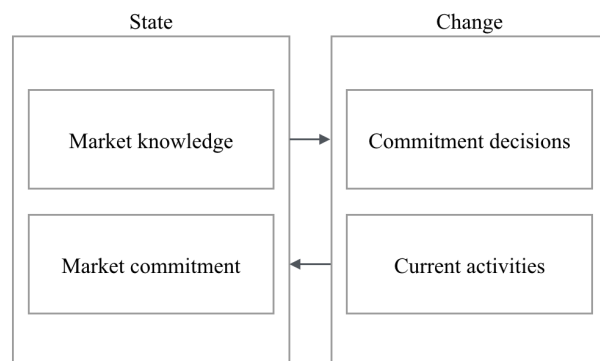 State
Change
Market knowledge
Commitment decisions
Market commitment
Current activities